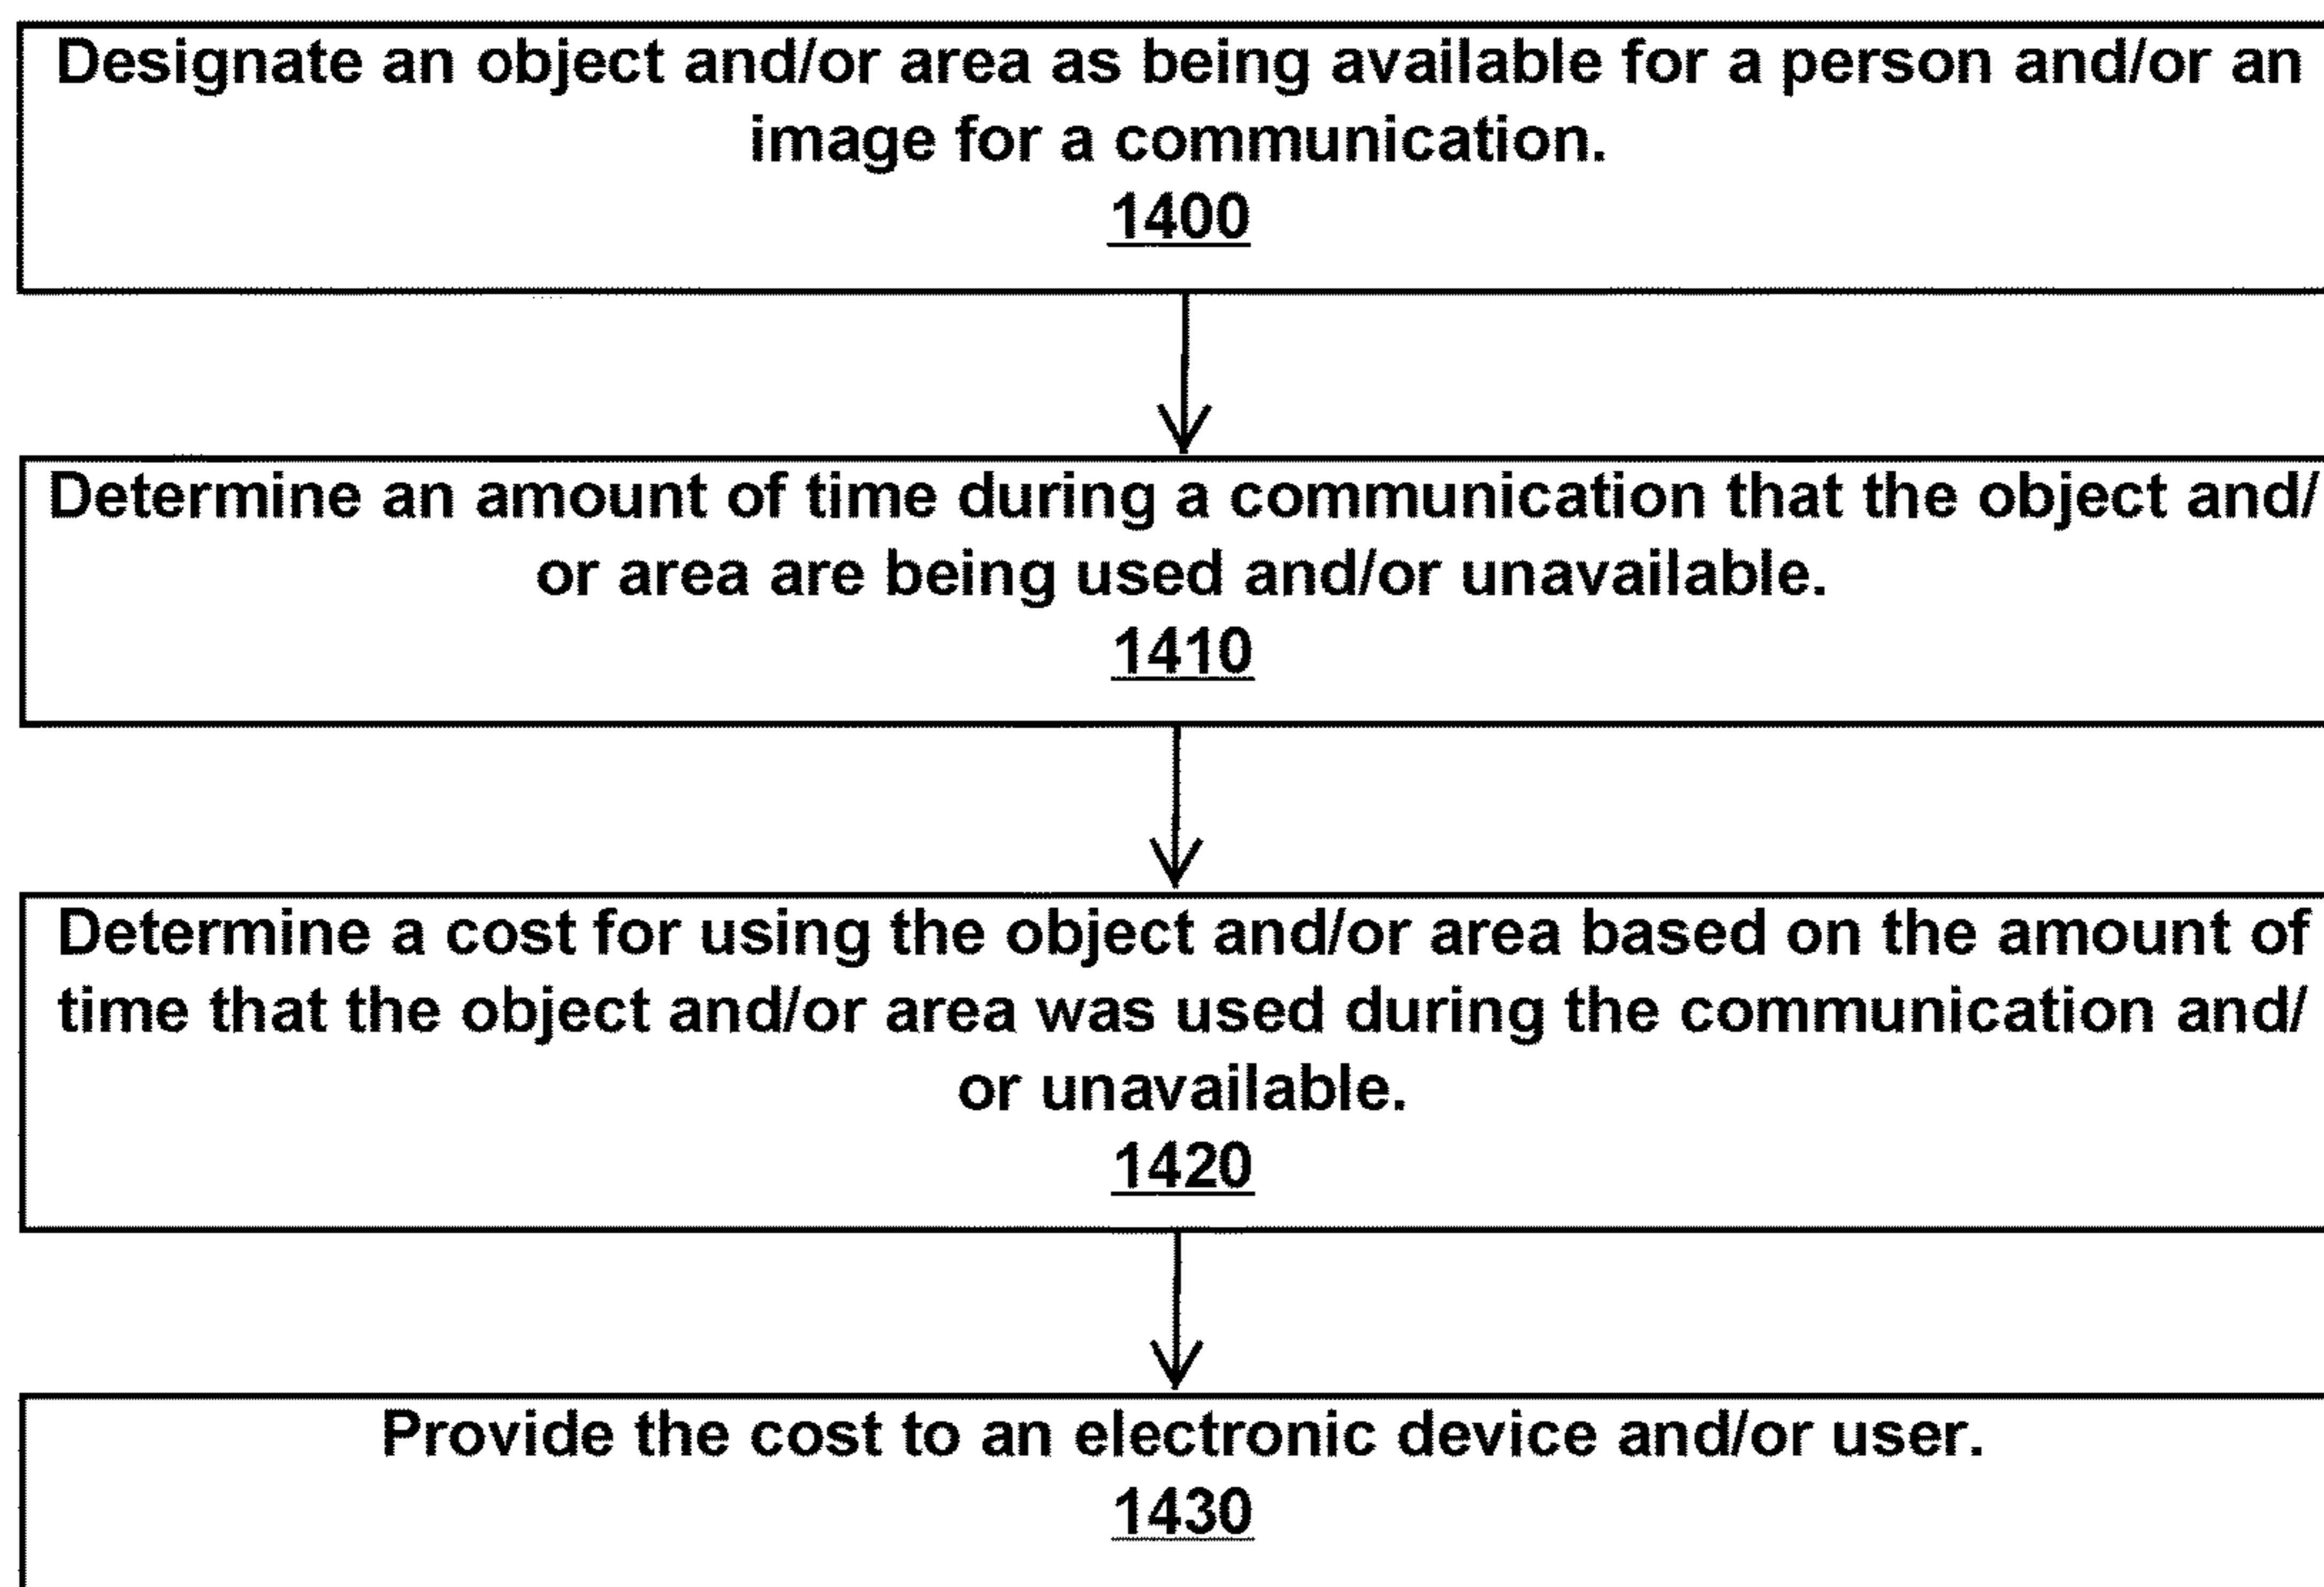 Designate an object and/or area as being available for a person and/or an
image for a communication.
1400
Determine an amount of time during a communication that the object and/
or area are being used and/or unavailable.
1410
Determine a cost for using the object and/or area based on the amount of
time that the object and/or area was used during the communication and/
or unavailable.
1420
Provide the cost to an electronic device and/or user.
1430